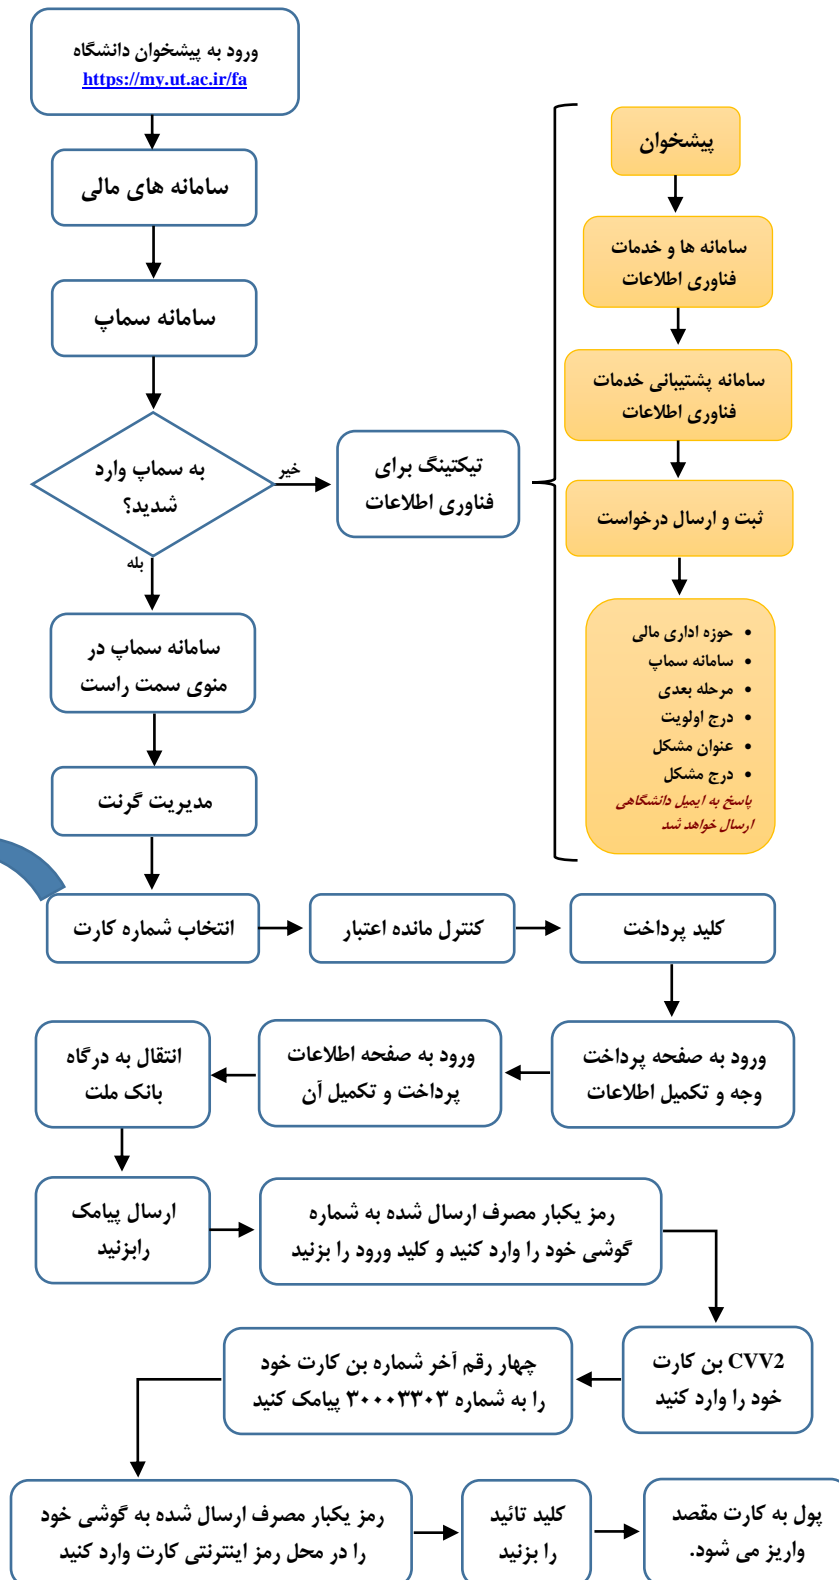 ورود به پیشخوان دانشگاه
https://my.ut.ac.ir/fa
سامانه های مالی
سامانه سماپ
به سماپ وارد
شدید؟
خیر
تیکتینگ برای
فناوری اطلاعات
پیشخوان
سامانه ها و خدمات
فناوری اطلاعات
سامانه پشتیبانی خدمات
فناوری اطلاعات
ثبت و ارسال درخواست
• حوزه اداری مالی
• سامانه سماپ
• مرحله بعدی
• درج اولویت
• عنوان مشکل
• درج مشکل
پاسخ به ایمیل دانشگاهی
ارسال خواهد شد
بله
سامانه سماپ در
منوی سمت راست
مدیریت گرنت
انتخاب شماره کارت
کنترل مانده اعتبار
کلید پرداخت
ورود به صفحه پرداخت
وجه و تکمیل اطلاعات
ورود به صفحه اطلاعات
پرداخت و تکمیل آن
انتقال به درگاه
بانک ملت
ارسال پیامک
رابزنید
رمز یکبار مصرف ارسال شده به شماره
گوشی خود را وارد کنید و کلید ورود را بزنید
CVV2 بن کارت
خود را وارد کنید
چهار رقم آخر شماره بن کارت خود
را به شماره ۳۰۰۰۳۳۰۳ پیامک کنید
رمز یکبار مصرف ارسال شده به گوشی خود
را در محل رمز اینترنتی کارت وارد کنید
کلید تائید
را بزنید
پول به کارت مقصد
واریز می شود.